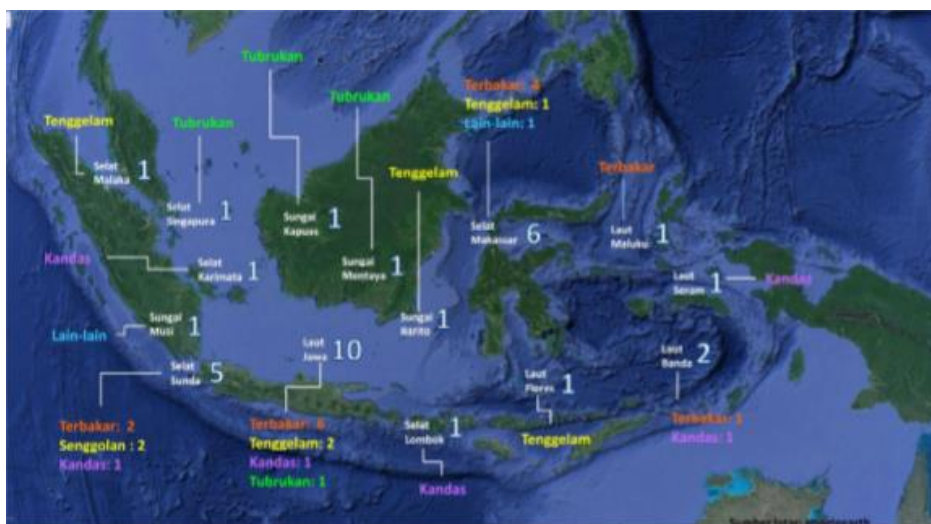 Tubrukan
Tubrukan
Terbakar: 4
Tenggelam: 1
Lain-lain: 1
Tenggelam
Tubrukan
Selat
Malaka 1
Tenggelam
Terbakar
Selat
Singapura 1
Sungai
Kapuas 1
Selat
Makassar 6
Laut
Maluku 1
Kandas
Selat
Karimata 1
Sungai
Mentaya 1
Laut
Seram 1
Kandas
Lain-lain
Sungai
Musi 1
Sungai
Barito 1
Laut
Jawa 10
Laut
Banda 2
Selat
Sunda 5
Laut
Flores 1
Terbakar: 2
Senggolan : 2
Kandas: 1
Terbakar: 6
Tenggelam: 2
Kandas: 1
Tubrukan: 1
Selat
Lombok 1
Kandas
Tenggelam
Terbakar: 1
Kandas: 1